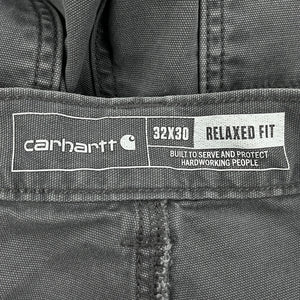 carhartt
32X30 RELAXED FIT
BUILT TO SERVE AND PROTECT
HARDWORKING PEOPLE.